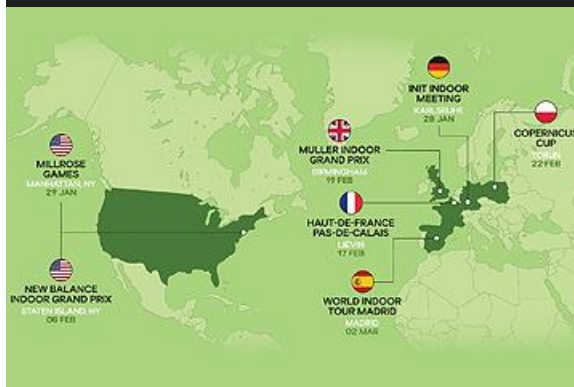 MILLROSE
GAMES
MANHATTAN, NY
29 JAN
NEW BALANCE
INDOOR GRAND PRIX
STATEN ISLAND, NY
06 FEB
INIT INDOOR
MEETING
KARLSRUHE
28 JAN
MULLER INDOOR
GRAND PRIX
BIRMINGHAM
19 FEB
COPERNICUS
CUP
TORUN
22 FEB
HAUT-DE-FRANCE
PAS-DE-CALAIS
LIEVIN
17 FEB
WORLD INDOOR
TOUR MADRID
MADRID
02 MAR